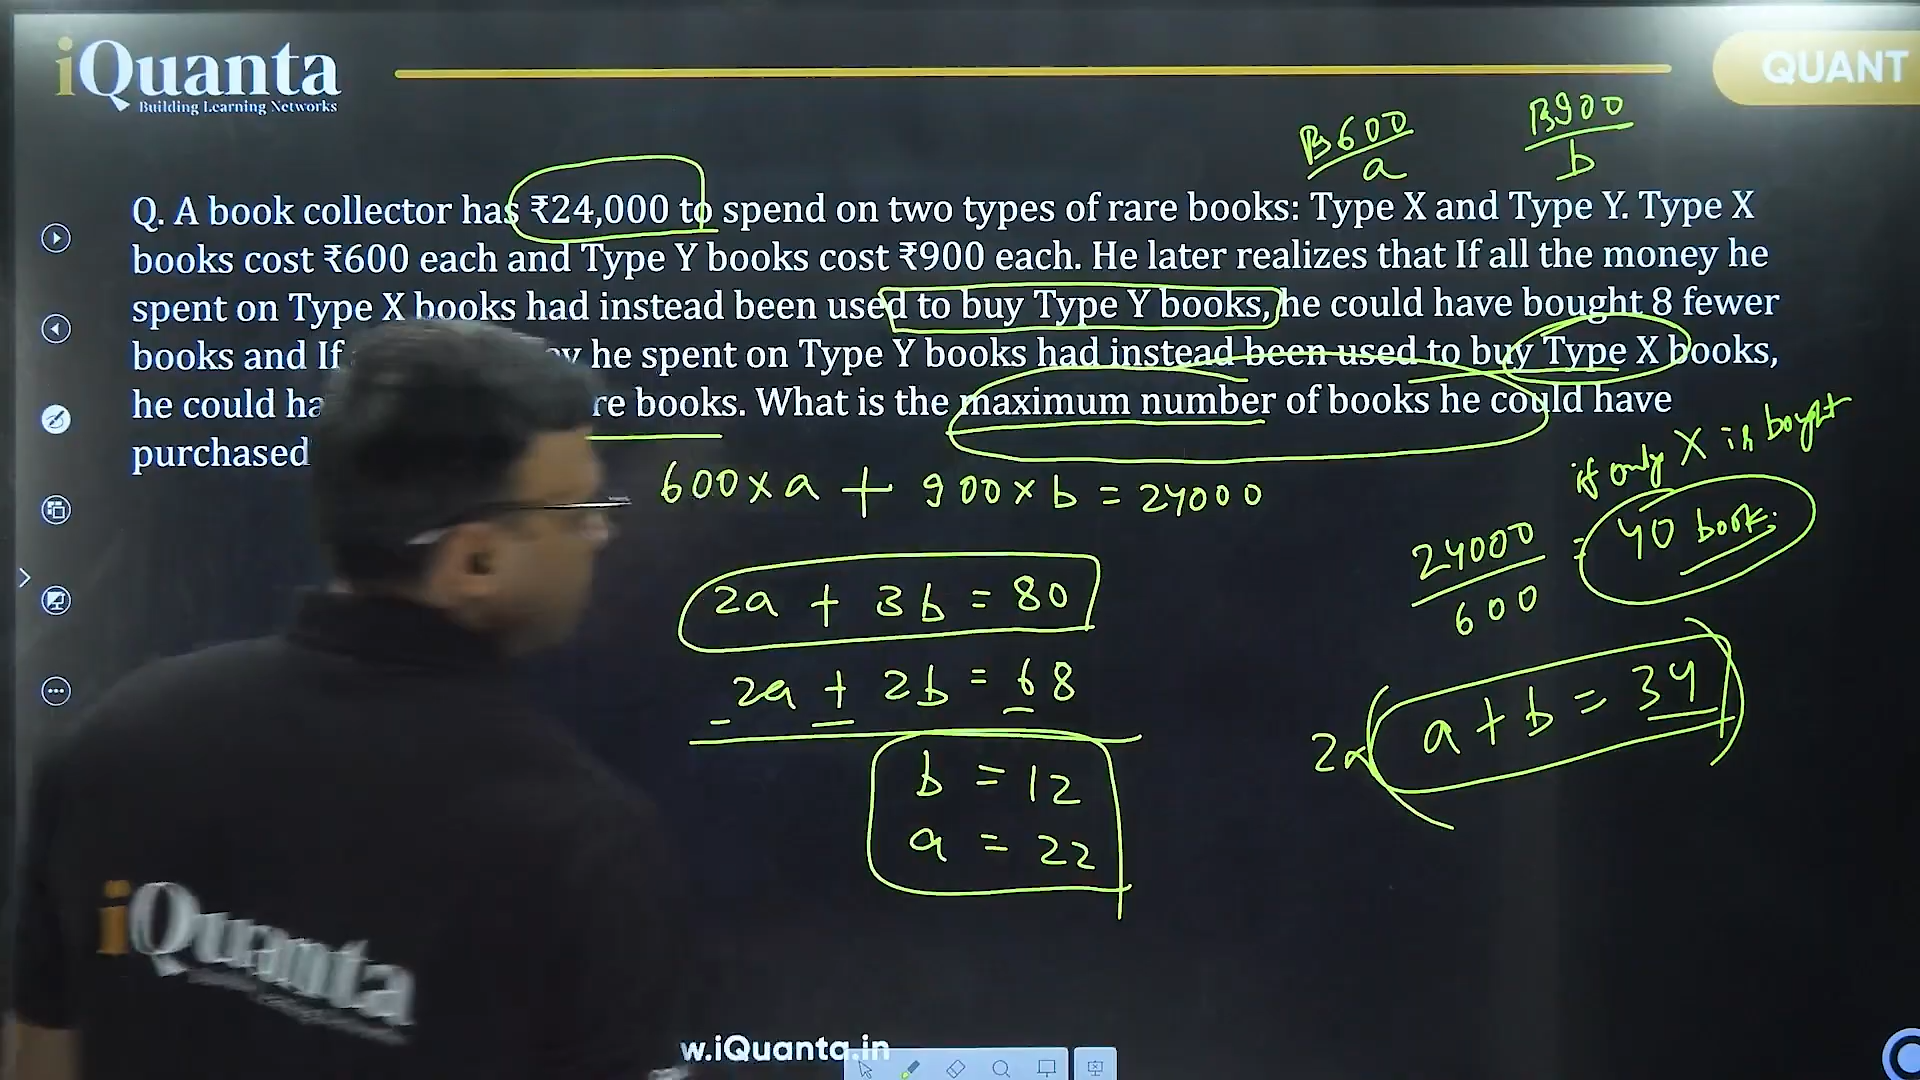 iQuanta
Building Learning Networks
QUANT
B600
a
B900
b
Q. A book collector has ₹24,000 to spend on two types of rare books: Type X and Type Y. Type X
books cost ₹600 each and Type Y books cost ₹900 each. He later realizes that If all the money he
spent on Type X books had instead been used to buy Type Y books, he could have bought 8 fewer
books and If he spent on Type Y books had instead been used to buy Type X books,
he could books. What is the maximum number of books he could have
purchased
600 x a + 900 x b = 24000
if only X is bought
24000
600
= 40 books
2a + 3b = 80
2a + 2b = 68
2x (a + b = 34)
b = 12
a = 22
iQuanta
w.iQuanta.in